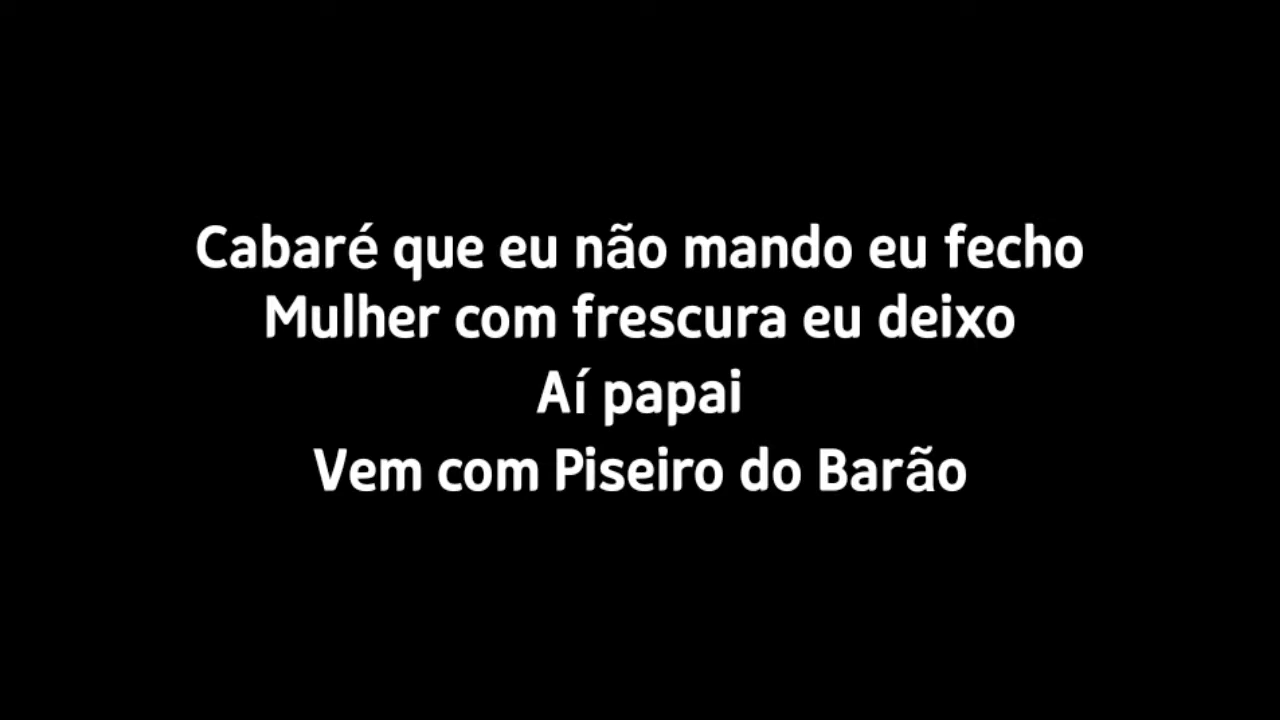 Cabaré que eu não mando eu fecho
Mulher com frescura eu deixo
Aí papai
Vem com Piseiro do Barão